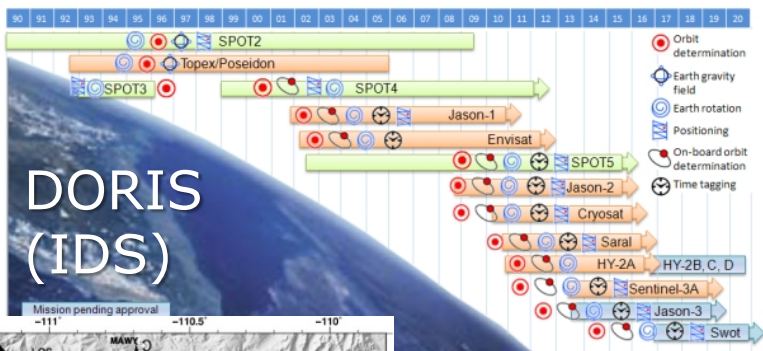 90 91 92 93 94 95 96 97 98 99 00 01 02 03 04 05 06 07 08 09 10 11 12 13 14 15 16 17 18 19 20
SPOT2
Topex/Poseidon
SPOT3
SPOT4
Jason-1
Envisat
SPOT5
Jason-2
Cryosat
Saral
HY-2A
HY-2B, C, D
Sentinel-3A
Jason-3
Swot
Orbit
determination
Earth gravity
field
Earth rotation
Positioning
On-board orbit
determination
Time tagging
DORIS
(IDS)
Mission pending approval
-111° -110.5° -110°
MAWY